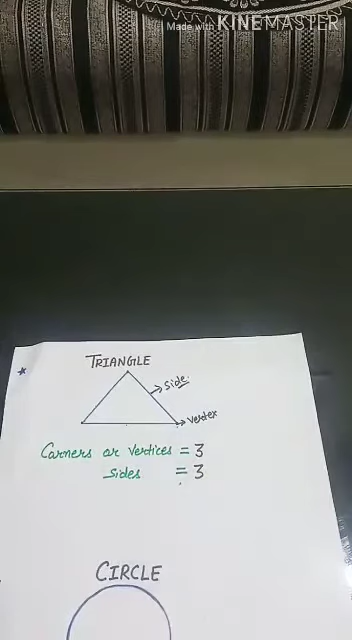 Made with KINEMASTER
TRIANGLE
Side
Vertex
Corners or vertices = 3
Sides = 3
CIRCLE